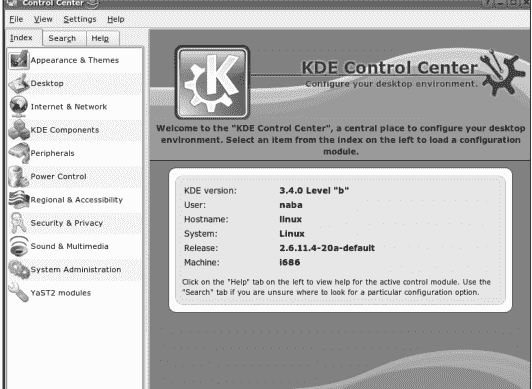 Control Center
File View Settings Help
Index Search Help
Appearance & Themes
Desktop
Internet & Network
KDE Components
Peripherals
Power Control
Regional & Accessibility
Security & Privacy
Sound & Multimedia
System Administration
YaST2 modules
KDE Control Center
Configure your desktop environment.
Welcome to the "KDE Control Center", a central place to configure your desktop
environment. Select an item from the index on the left to load a configuration
module.
KDE version: 3.4.0 Level "b"
User: naba
Hostname: linux
System: Linux
Release: 2.6.11.4-20a-default
Machine: i686
Click on the "Help" tab on the left to view help for the active control module. Use the
"Search" tab if you are unsure where to look for a particular configuration option.